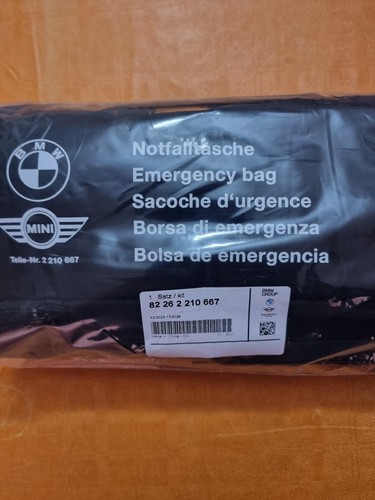 BMW
MINI
Teile-Nr. 2 210 667
Notfalltasche
Emergency bag
Sacoche d'urgence
Borsa di emergenza
Bolsa de emergencia
1 Satz / Kit
82 26 2 210 667
BMW
GROUP